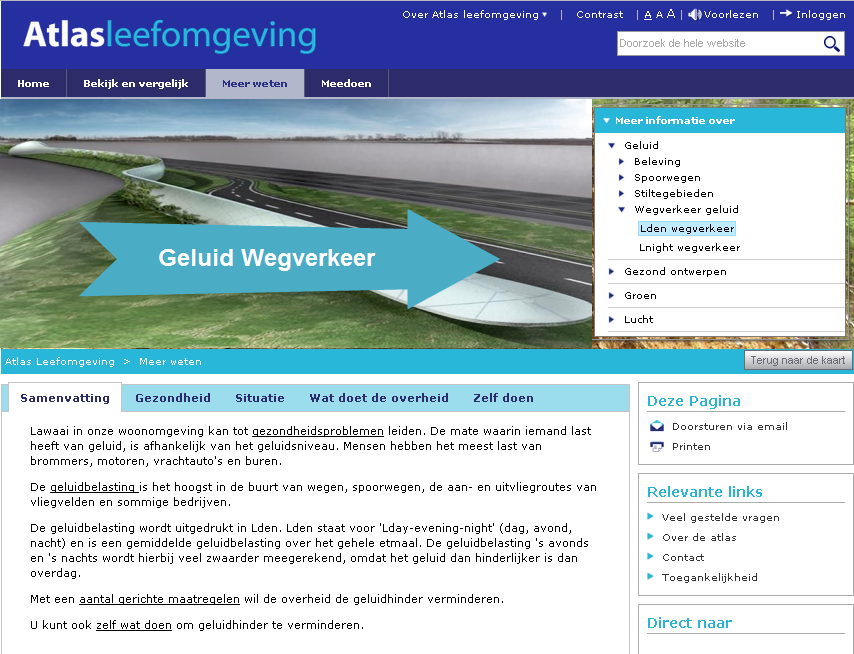 Over Atlas leefomgeving ▾ | Contrast | A A A | Voorlezen | Inloggen
Atlasleefomgeving
Doorzoek de hele website
Home Bekijk en vergelijk Meer weten Meedoen
Meer informatie over
Geluid
Beleving
Spoorwegen
Stiltegebieden
Wegverkeer geluid
Lden wegverkeer
Lnight wegverkeer
Gezond ontwerpen
Groen
Lucht
Geluid Wegverkeer
Atlas Leefomgeving > Meer weten
Terug naar de kaart
Samenvatting Gezondheid Situatie Wat doet de overheid Zelf doen
Lawaai in onze woonomgeving kan tot gezondheidsproblemen leiden. De mate waarin iemand last
heeft van geluid, is afhankelijk van het geluidsniveau. Mensen hebben het meest last van
brommers, motoren, vrachtauto's en buren.
De geluidbelasting is het hoogst in de buurt van wegen, spoorwegen, de aan- en uitvliegroutes van
vliegvelden en sommige bedrijven.
De geluidbelasting wordt uitgedrukt in Lden. Lden staat voor 'Lday-evening-night' (dag, avond,
nacht) en is een gemiddelde geluidbelasting over het gehele etmaal. De geluidbelasting 's avonds
en 's nachts wordt hierbij veel zwaarder meegerekend, omdat het geluid dan hinderlijker is dan
overdag.
Met een aantal gerichte maatregelen wil de overheid de geluidhinder verminderen.
U kunt ook zelf wat doen om geluidhinder te verminderen.
Deze Pagina
Doorsturen via email
Printen
Relevante links
Veel gestelde vragen
Over de atlas
Contact
Toegankelijkheid
Direct naar